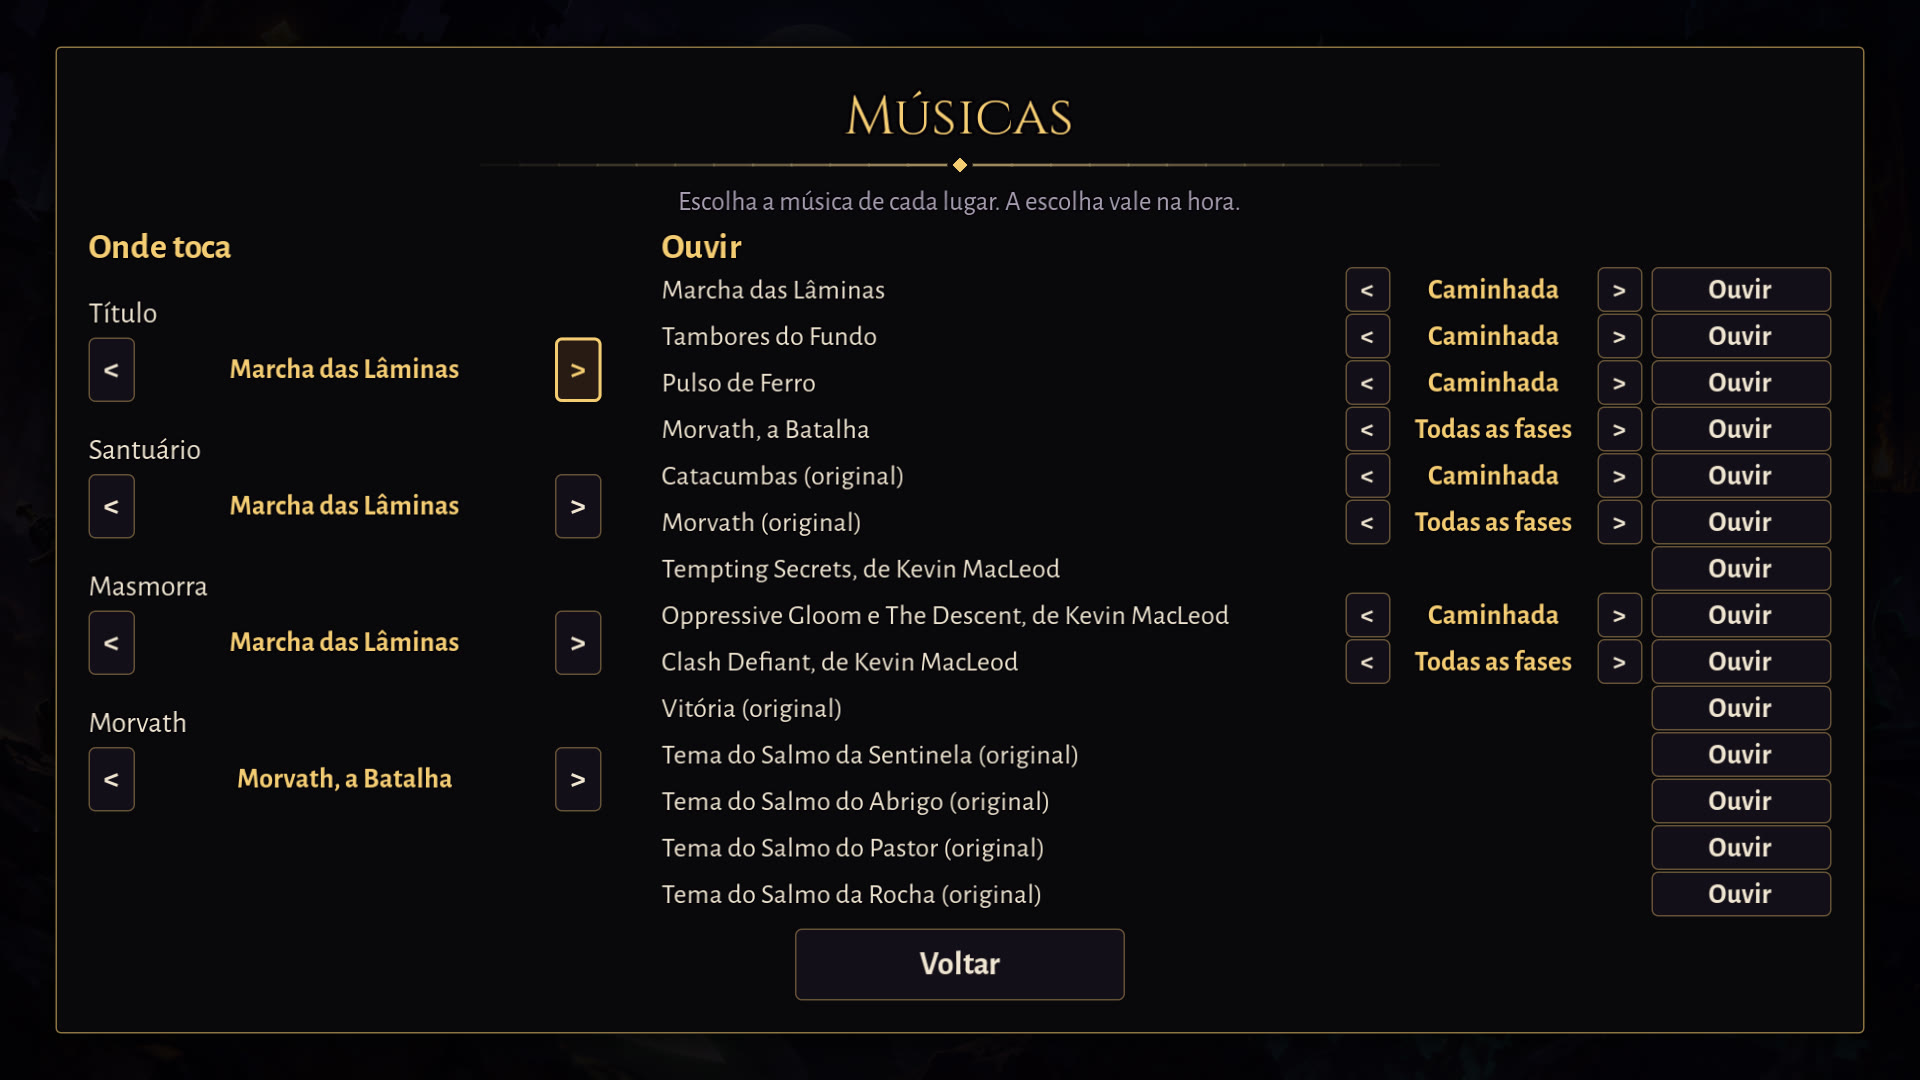 Músicas
Escolha a música de cada lugar. A escolha vale na hora.
Onde toca
Título
< Marcha das Lâminas >
Santuário
< Marcha das Lâminas >
Masmorra
< Marcha das Lâminas >
Morvath
< Morvath, a Batalha >
Ouvir
Marcha das Lâminas < Caminhada > Ouvir
Tambores do Fundo < Caminhada > Ouvir
Pulso de Ferro < Caminhada > Ouvir
Morvath, a Batalha < Todas as fases > Ouvir
Catacumbas (original) < Caminhada > Ouvir
Morvath (original) < Todas as fases > Ouvir
Tempting Secrets, de Kevin MacLeod Ouvir
Oppressive Gloom e The Descent, de Kevin MacLeod < Caminhada > Ouvir
Clash Defiant, de Kevin MacLeod < Todas as fases > Ouvir
Vitória (original) Ouvir
Tema do Salmo da Sentinela (original) Ouvir
Tema do Salmo do Abrigo (original) Ouvir
Tema do Salmo do Pastor (original) Ouvir
Tema do Salmo da Rocha (original) Ouvir
Voltar